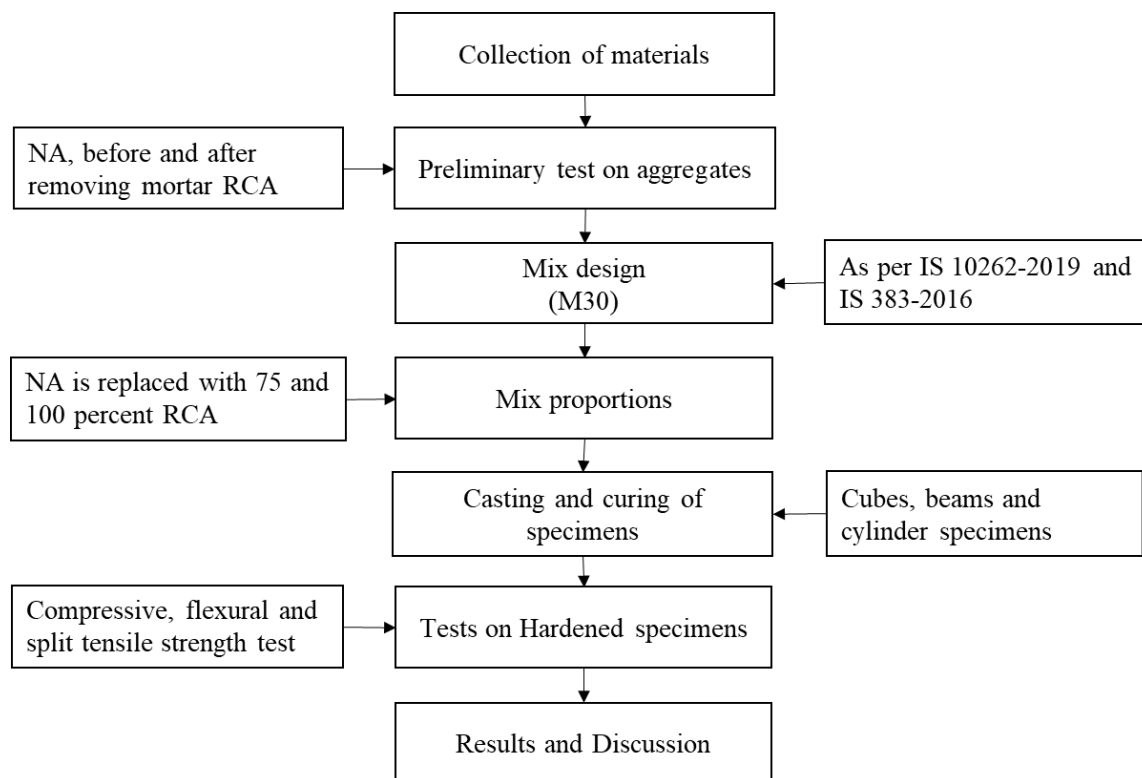 Collection of materials
NA, before and after
removing mortar RCA
Preliminary test on aggregates
Mix design
(M30)
As per IS 10262-2019 and
IS 383-2016
NA is replaced with 75 and
100 percent RCA
Mix proportions
Casting and curing of
specimens
Cubes, beams and
cylinder specimens
Compressive, flexural and
split tensile strength test
Tests on Hardened specimens
Results and Discussion